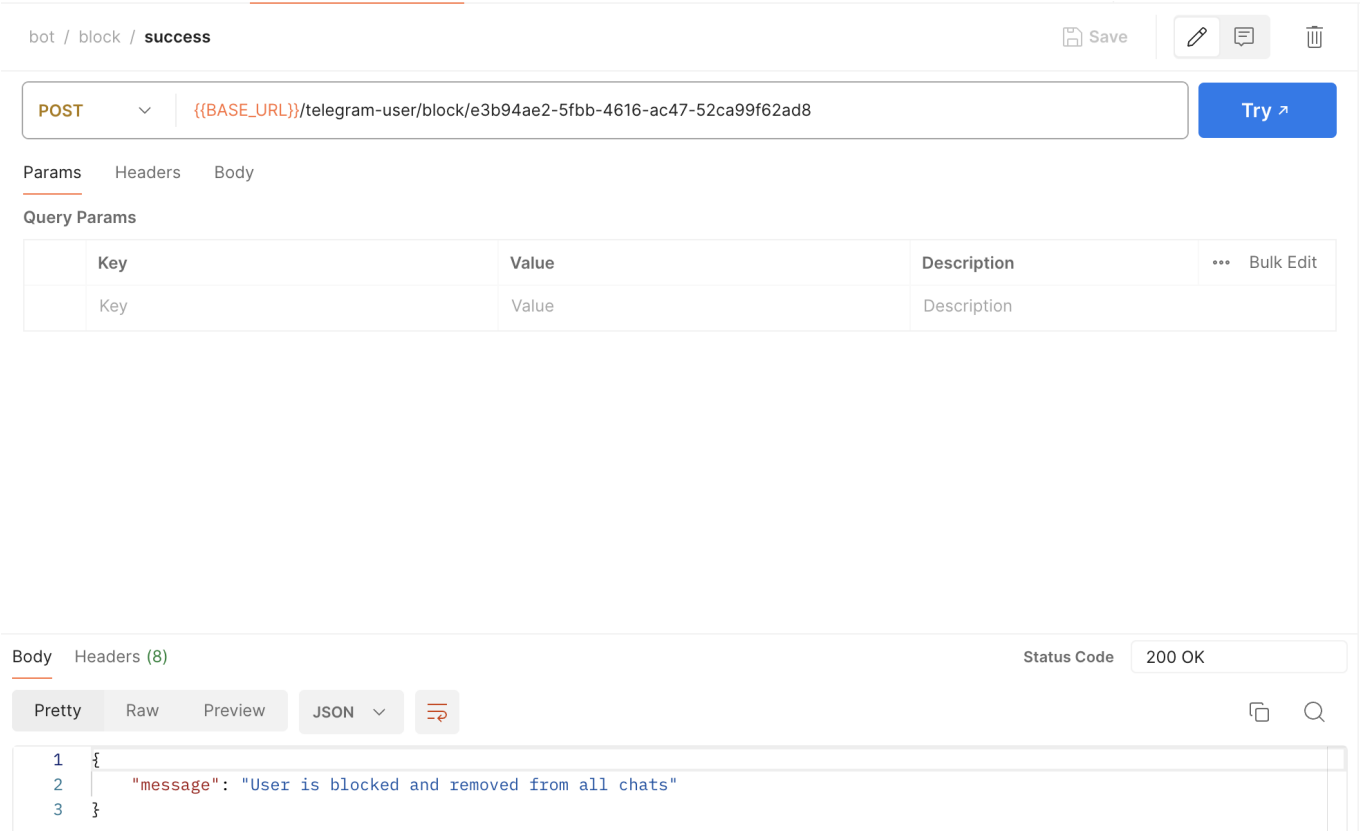 bot / block / success
Save
POST
{{BASE_URL}}/telegram-user/block/e3b94ae2-5fbb-4616-ac47-52ca99f62ad8
Try ↗
Params Headers Body
Query Params
Key Value Description ••• Bulk Edit
Key Value Description
Body Headers (8) Status Code 200 OK
Pretty Raw Preview JSON
1 {
2 "message": "User is blocked and removed from all chats"
3 }